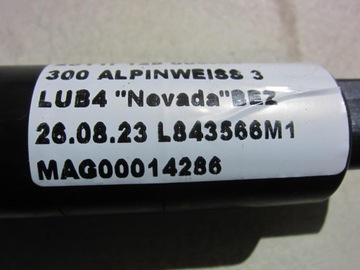 300 ALPINWEISS 3
LUB4 "Nevada"BEZ
26.08.23 L843566M1
MAG00014286